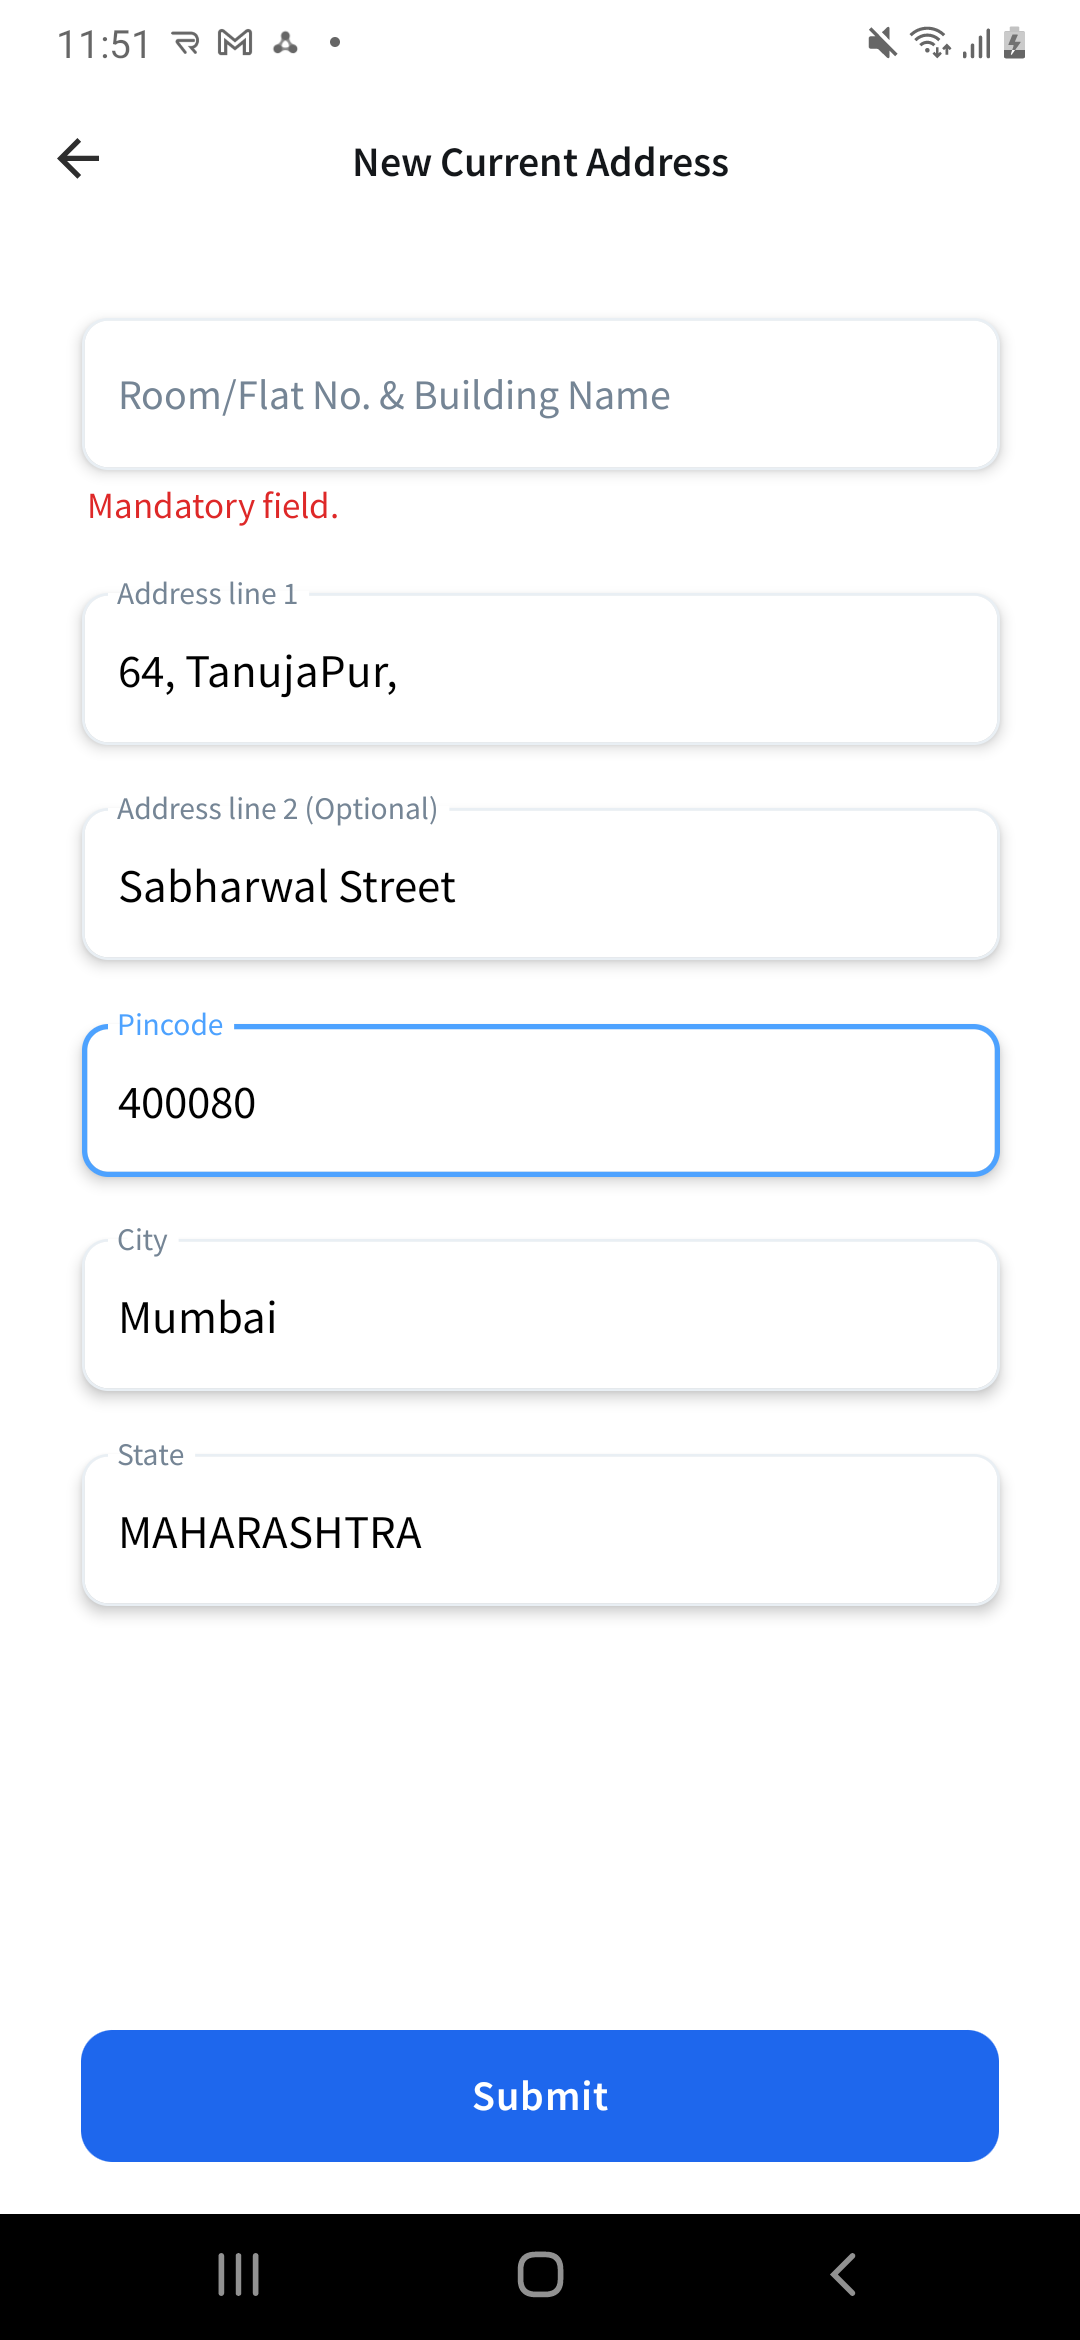 11:51
New Current Address
Room/Flat No. & Building Name
Mandatory field.
Address line 1
64, TanujaPur,
Address line 2 (Optional)
Sabharwal Street
Pincode
400080
City
Mumbai
State
MAHARASHTRA
Submit